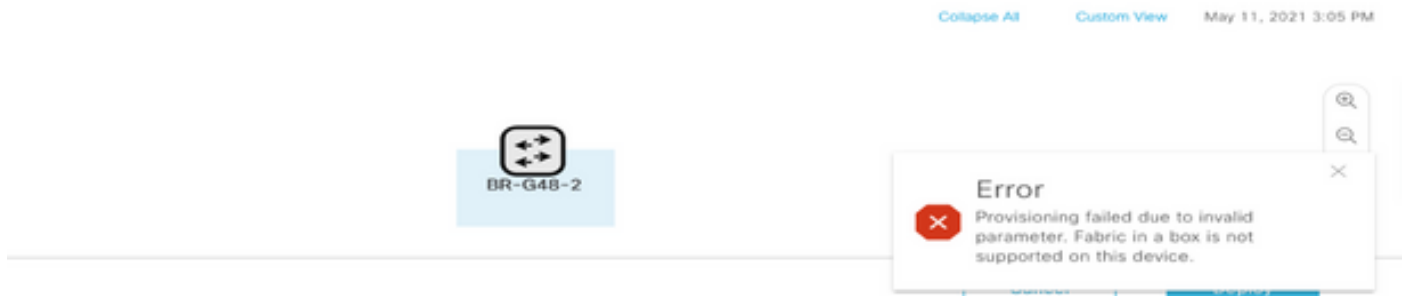 Collapse All Custom View May 11, 2021 3:05 PM
BR-G48-2
Error
Provisioning failed due to invalid
parameter. Fabric in a box is not
supported on this device.